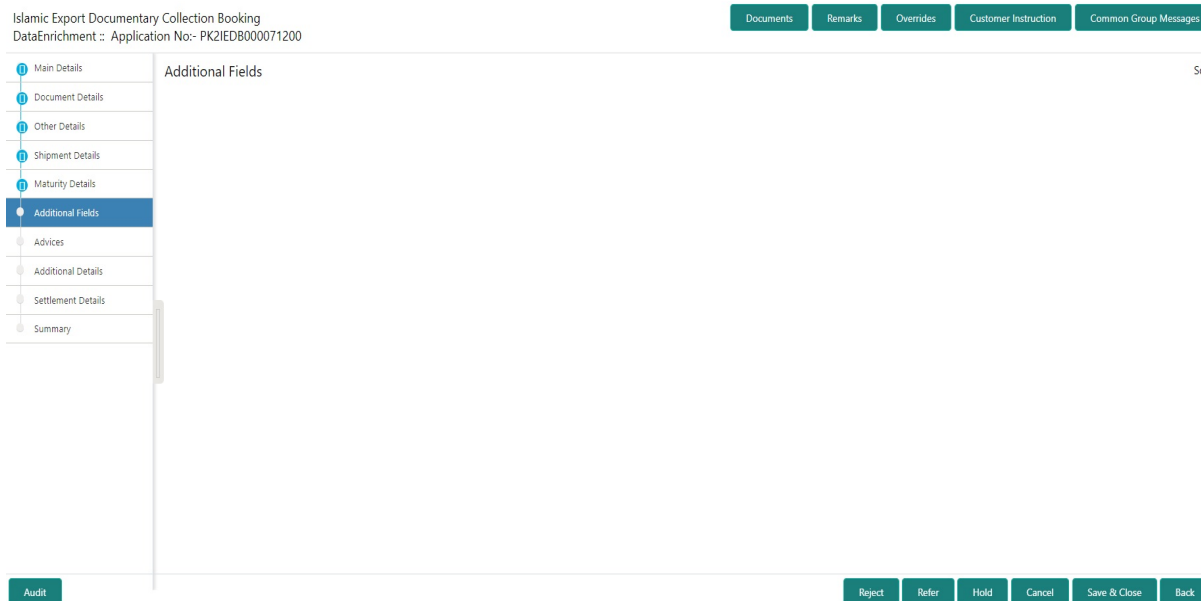 Islamic Export Documentary Collection Booking
DataEnrichment :: Application No:- PK2IEDB000071200
Documents
Remarks
Overrides
Customer Instruction
Common Group Messages
Main Details
Document Details
Other Details
Shipment Details
Maturity Details
Additional Fields
Advices
Additional Details
Settlement Details
Summary
Additional Fields
Audit
Reject
Refer
Hold
Cancel
Save & Close
Back